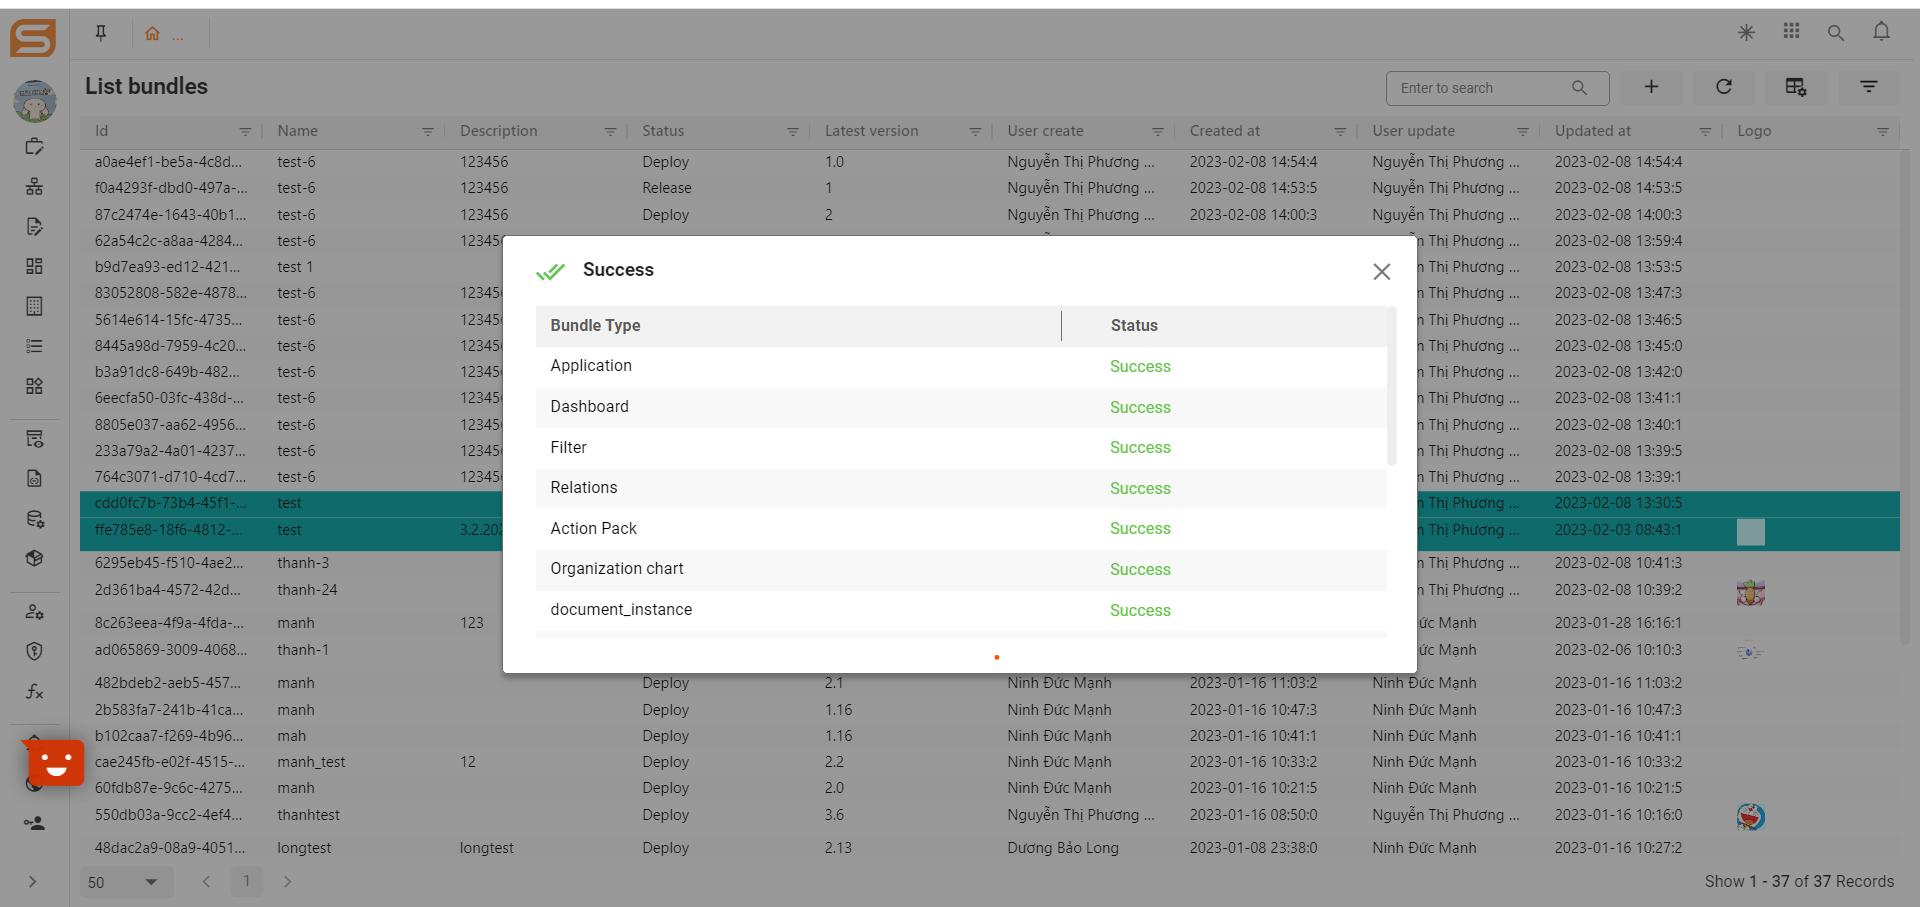 ...
List bundles
Enter to search
Id Name Description Status Latest version User create Created at User update Updated at Logo
a0ae4ef1-be5a-4c8d... test-6 123456 Deploy 1.0 Nguyễn Thị Phương ... 2023-02-08 14:54:4 Nguyễn Thị Phương ... 2023-02-08 14:54:4
f0a4293f-dbd0-497a-... test-6 123456 Release 1 Nguyễn Thị Phương ... 2023-02-08 14:53:5 Nguyễn Thị Phương ... 2023-02-08 14:53:5
87c2474e-1643-40b1... test-6 123456 Deploy 2 Nguyễn Thị Phương ... 2023-02-08 14:00:3 Nguyễn Thị Phương ... 2023-02-08 14:00:3
62a54c2c-a8aa-4284... test-6 12345 Thị Phương ... 2023-02-08 13:59:4
b9d7ea93-ed12-421... test 1 n Thị Phương ... 2023-02-08 13:53:5
83052808-582e-4878... test-6 12345 n Thị Phương ... 2023-02-08 13:47:3
5614e614-15fc-4735... test-6 12345 n Thị Phương ... 2023-02-08 13:46:5
8445a98d-7959-4c20... test-6 12345 n Thị Phương ... 2023-02-08 13:45:0
b3a91dc8-649b-482... test-6 12345 n Thị Phương ... 2023-02-08 13:42:0
6eecfa50-03fc-438d-... test-6 12345 n Thị Phương ... 2023-02-08 13:41:1
8805e037-aa62-4956... test-6 12345 n Thị Phương ... 2023-02-08 13:40:1
233a79a2-4a01-4237... test-6 12345 n Thị Phương ... 2023-02-08 13:39:5
764c3071-d710-4cd7... test-6 12345 n Thị Phương ... 2023-02-08 13:39:1
cdd0fc7b-73b4-45f1-... test n Thị Phương ... 2023-02-08 13:30:5
ffe785e8-18f6-4812-... test 3.2.202 n Thị Phương ... 2023-02-03 08:43:1
6295eb45-f510-4ae2... thanh-3 n Thị Phương ... 2023-02-08 10:41:3
2d361ba4-4572-42d... thanh-24 n Thị Phương ... 2023-02-08 10:39:2
8c263eea-4f9a-4fda-... manh 123 ức Mạnh 2023-01-28 16:16:1
ad065869-3009-4068... thanh-1 ức Mạnh 2023-02-06 10:10:3
482bdeb2-aeb5-457... manh Deploy 2.1 Ninh Đức Mạnh 2023-01-16 11:03:2 Ninh Đức Mạnh 2023-01-16 11:03:2
2b583fa7-241b-41ca... manh Deploy 1.16 Ninh Đức Mạnh 2023-01-16 10:47:3 Ninh Đức Mạnh 2023-01-16 10:47:3
b102caa7-f269-4b96... mah Deploy 1.16 Ninh Đức Mạnh 2023-01-16 10:41:1 Ninh Đức Mạnh 2023-01-16 10:41:1
cae245fb-e02f-4515-... manh_test 12 Deploy 2.2 Ninh Đức Mạnh 2023-01-16 10:33:2 Ninh Đức Mạnh 2023-01-16 10:33:2
60fdb87e-9c6c-4275... manh Deploy 2.0 Ninh Đức Mạnh 2023-01-16 10:21:5 Ninh Đức Mạnh 2023-01-16 10:21:5
550db03a-9cc2-4ef4... thanhtest Deploy 3.6 Nguyễn Thị Phương ... 2023-01-16 08:50:0 Nguyễn Thị Phương ... 2023-01-16 10:16:0
48dac2a9-08a9-4051... longtest longtest Deploy 2.13 Dương Bảo Long 2023-01-08 23:38:0 Ninh Đức Mạnh 2023-01-16 10:27:2
50 1 Show 1 - 37 of 37 Records
Success
Bundle Type Status
Application Success
Dashboard Success
Filter Success
Relations Success
Action Pack Success
Organization chart Success
document_instance Success